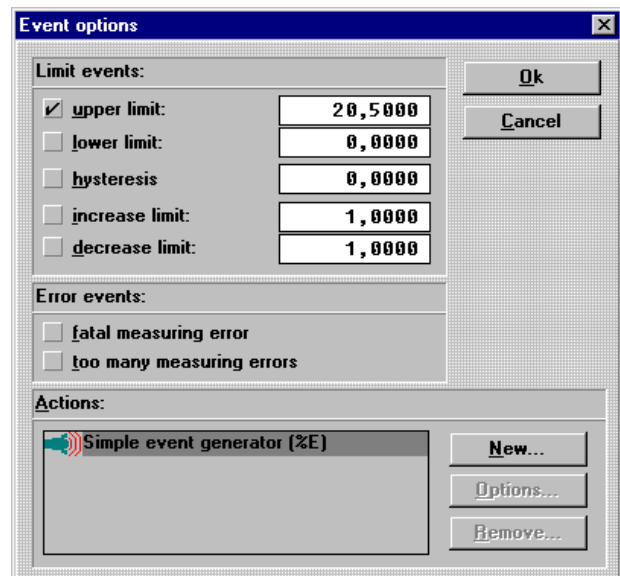 Event options
Limit events:
Ok
upper limit: 20,5000
Cancel
lower limit: 0,0000
hysteresis 0,0000
increase limit: 1,0000
decrease limit: 1,0000
Error events:
fatal measuring error
too many measuring errors
Actions:
Simple event generator (%E)
New...
Options...
Remove...